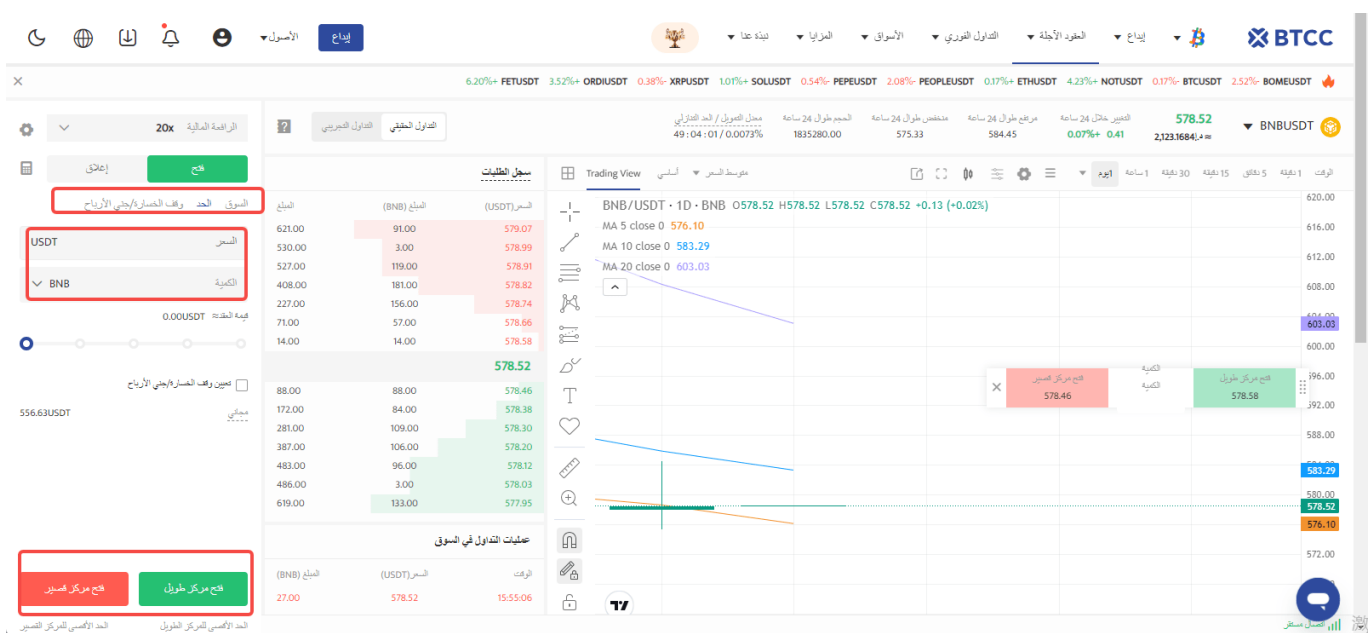 BTCC
إيداع
العقود الآجلة
التداول الفوري
الأسواق
المزايا
نبذة عنا
إيداع
الأصول
6.20%+ FETUSDT 3.52%+ ORDIUSDT 0.38%- XRPUSDT 1.01%+ SOLUSDT 0.54%- PEPEUSDT 2.08%- PEOPLEUSDT 0.17%+ ETHUSDT 4.23%+ NOTUSDT 0.17%- BTCUSDT 2.52%- BOMEUSDT
BNBUSDT
578.52
التغيير خلال 24 ساعة
0.07%+ 0.41
مرتفع طوال 24 ساعة
584.45
منخفض طوال 24 ساعة
575.33
الحجم طوال 24 ساعة
1835280.00
معدل التمويل / العد التنازلي
49:04:01/0.0073%
التداول الحقيقي
التداول التجريبي
الرافعة المالية 20x
فتح
إغلاق
السوق الحد وقف الخسارة/جني الأرباح
السعر USDT
الكمية BNB
قيمة العقد≈ 0.00USDT
تعيين وقف الخسارة/جني الأرباح
مجاني 556.63USDT
فتح مركز طويل
فتح مركز قصير
الحد الأقصى للمركز الطويل
الحد الأقصى للمركز القصير
سجل الطلبات
السعر(USDT) المبلغ (BNB) المبلغ
621.00 91.00 579.07
530.00 3.00 578.99
527.00 119.00 578.91
408.00 181.00 578.82
227.00 156.00 578.74
71.00 57.00 578.66
14.00 14.00 578.58
578.52
88.00 88.00 578.46
172.00 84.00 578.38
281.00 109.00 578.30
387.00 106.00 578.20
483.00 96.00 578.12
486.00 3.00 578.03
619.00 133.00 577.95
عمليات التداول في السوق
الوقت السعر(USDT) المبلغ (BNB)
27.00 578.52 15:55:06
الوقت 1 دقيقة 5 دقائق 15 دقيقة 30 دقيقة 1 ساعة 1يوم
متوسط السعر أساسي Trading View
BNB/USDT · 1D · BNB O578.52 H578.52 L578.52 C578.52 +0.13 (+0.02%)
MA 5 close 0 576.10
MA 10 close 0 583.29
MA 20 close 0 603.03
620.00
616.00
612.00
608.00
603.03
600.00
596.00
592.00
588.00
583.29
580.00
578.52
576.10
572.00
فتح مركز طويل
578.58
الكمية
الكمية
فتح مركز قصير
578.46
اتصال مستقر